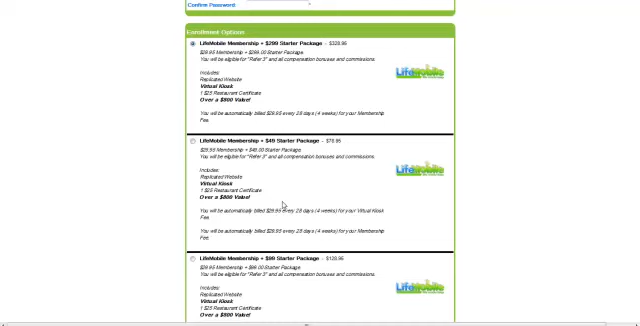 Confirm Password: *
Enrollment Options
LifeMobile Membership + $299 Starter Package - $328.95
$29.95 Membership + $299.00 Starter Package.
You will be eligible for "Refer 3" and all compensation bonuses and commissions.
Includes:
Replicated Website
Virtual Kiosk
1 $25 Restaurant Certificate
Over a $800 Value!
You will be automatically billed $29.95 every 28 days (4 weeks) for your Membership
Fee.
LifeMobile
LifeMobile Membership + $49 Starter Package - $78.95
$29.95 Membership + $49.00 Starter Package.
You will be eligible for "Refer 3" and all compensation bonuses and commissions.
Includes:
Replicated Website
Virtual Kiosk
1 $25 Restaurant Certificate
Over a $800 Value!
You will be automatically billed $29.95 every 28 days (4 weeks) for your Virtual Kiosk
Fee.
You will be automatically billed $29.95 every 28 days (4 weeks) for your Membership
Fee.
LifeMobile
LifeMobile Membership + $99 Starter Package - $128.95
$29.95 Membership + $99.00 Starter Package.
You will be eligible for "Refer 3" and all compensation bonuses and commissions.
Includes:
Replicated Website
Virtual Kiosk
1 $25 Restaurant Certificate
Over a $800 Value!
LifeMobile